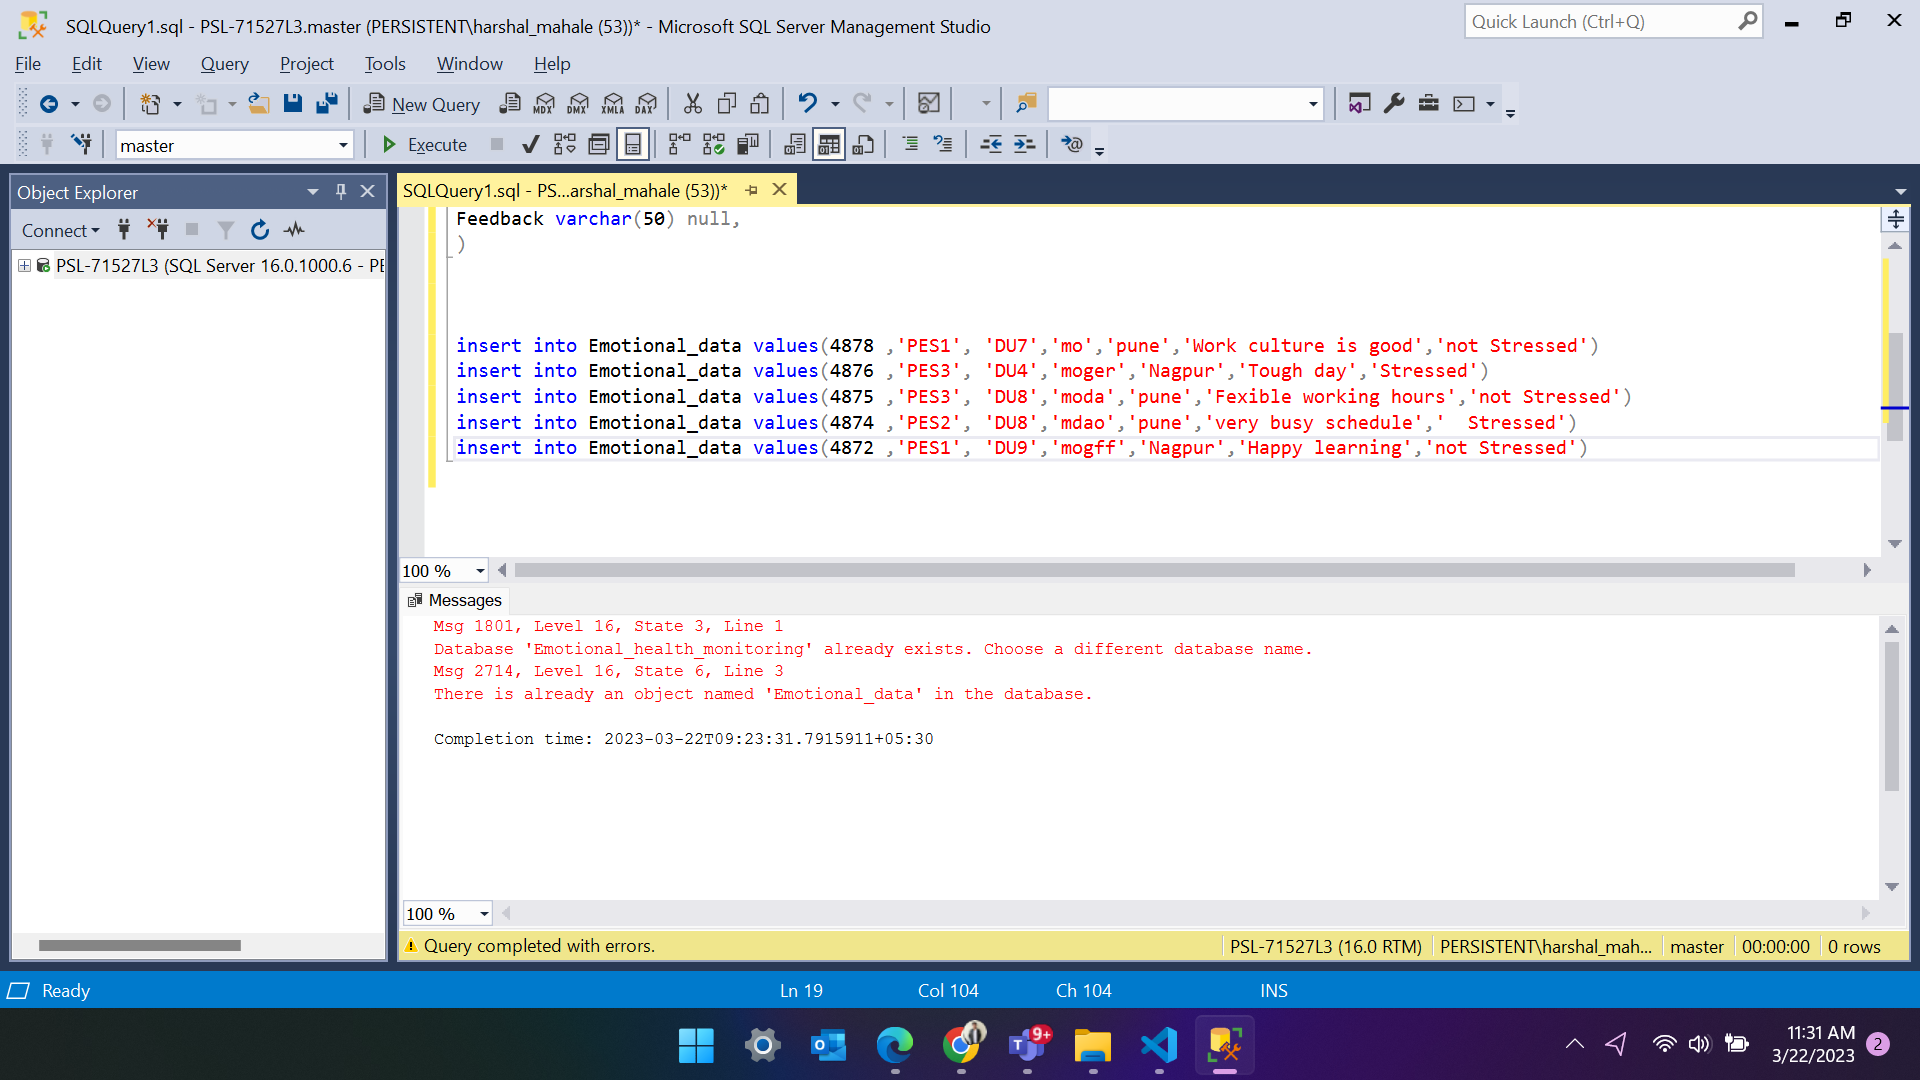 SQLQuery1.sql - PSL-71527L3.master (PERSISTENT\harshal_mahale (53))* - Microsoft SQL Server Management Studio
Quick Launch (Ctrl+Q)
File Edit View Query Project Tools Window Help
New Query MDX DMX XMLA DAX
master Execute
Object Explorer
SQLQuery1.sql - PS...arshal_mahale (53))*
Connect
PSL-71527L3 (SQL Server 16.0.1000.6 - PE
Feedback varchar(50) null,
)
insert into Emotional_data values(4878 ,'PES1', 'DU7','mo','pune','Work culture is good','not Stressed')
insert into Emotional_data values(4876 ,'PES3', 'DU4','moger','Nagpur','Tough day','Stressed')
insert into Emotional_data values(4875 ,'PES3', 'DU8','moda','pune','Fexible working hours','not Stressed')
insert into Emotional_data values(4874 ,'PES2', 'DU8','mdao','pune','very busy schedule','  Stressed')
insert into Emotional_data values(4872 ,'PES1', 'DU9','mogff','Nagpur','Happy learning','not Stressed')
100 %
Messages
Msg 1801, Level 16, State 3, Line 1
Database 'Emotional_health_monitoring' already exists. Choose a different database name.
Msg 2714, Level 16, State 6, Line 3
There is already an object named 'Emotional_data' in the database.
Completion time: 2023-03-22T09:23:31.7915911+05:30
100 %
Query completed with errors. PSL-71527L3 (16.0 RTM) PERSISTENT\harshal_mah... master 00:00:00 0 rows
Ready Ln 19 Col 104 Ch 104 INS
9+
11:31 AM
3/22/2023
2